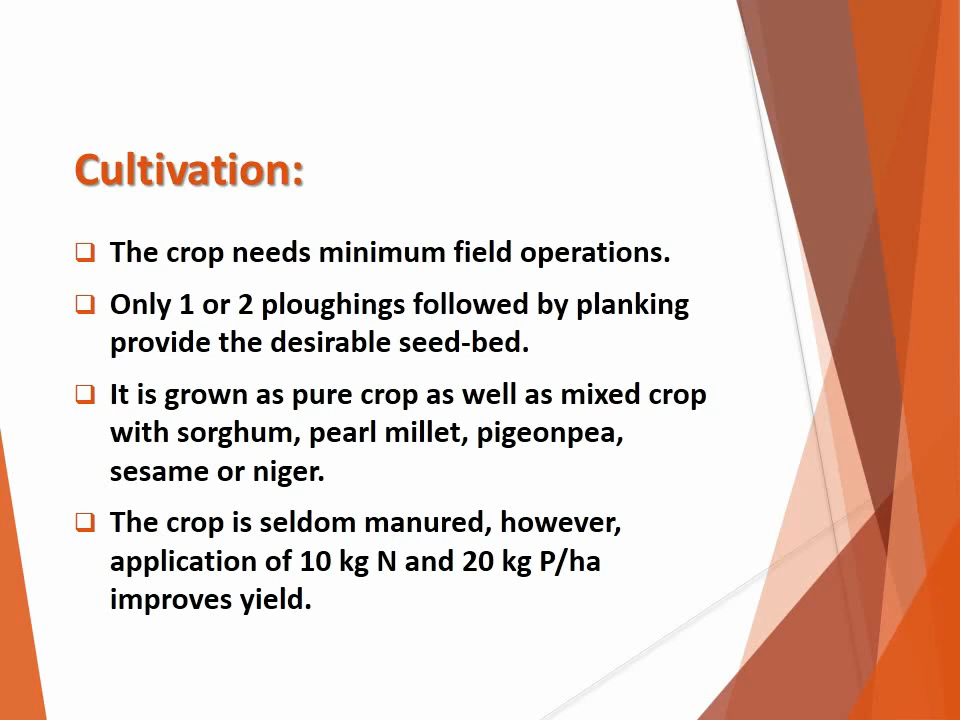 Cultivation:
The crop needs minimum field operations.
Only 1 or 2 ploughings followed by planking
provide the desirable seed-bed.
It is grown as pure crop as well as mixed crop
with sorghum, pearl millet, pigeonpea,
sesame or niger.
The crop is seldom manured, however,
application of 10 kg N and 20 kg P/ha
improves yield.